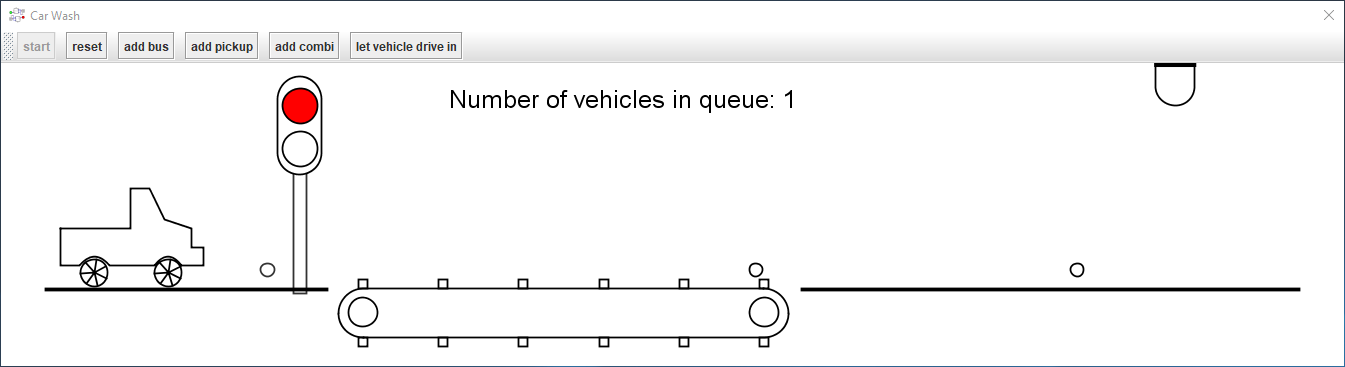 Car Wash
start reset add bus add pickup add combi let vehicle drive in
Number of vehicles in queue: 1